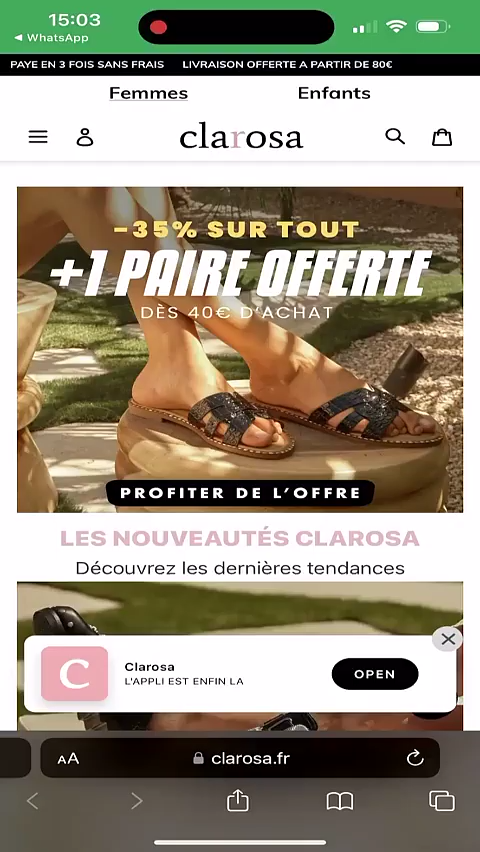 15:03
◀ WhatsApp
PAYE EN 3 FOIS SANS FRAIS LIVRAISON OFFERTE A PARTIR DE 80€
Femmes Enfants
clarosa
-35% SUR TOUT
+1 PAIRE OFFERTE
DÈS 40€ D'ACHAT
PROFITER DE L'OFFRE
LES NOUVEAUTÉS CLAROSA
Découvrez les dernières tendances
C
Clarosa
L'APPLI EST ENFIN LA
OPEN
AA
clarosa.fr